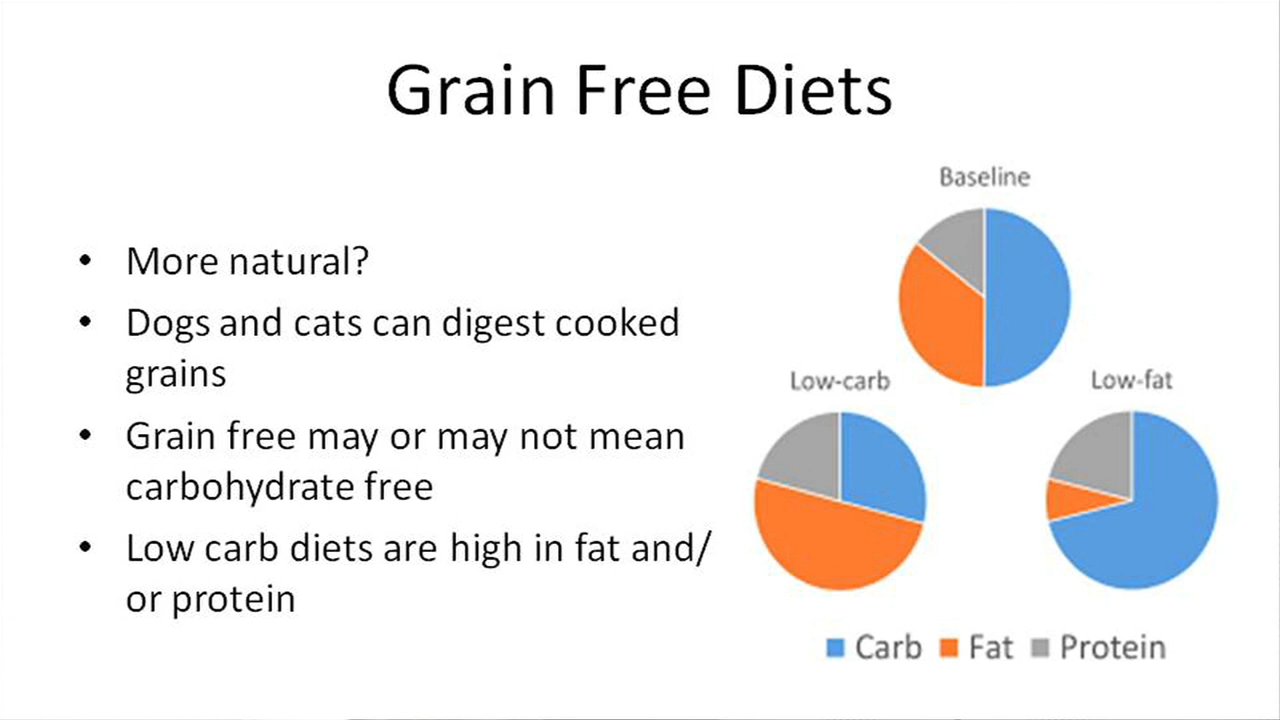 Grain Free Diets
• More natural?
• Dogs and cats can digest cooked
grains
• Grain free may or may not mean
carbohydrate free
• Low carb diets are high in fat and/
or protein
Baseline
Low-carb
Low-fat
Carb Fat Protein